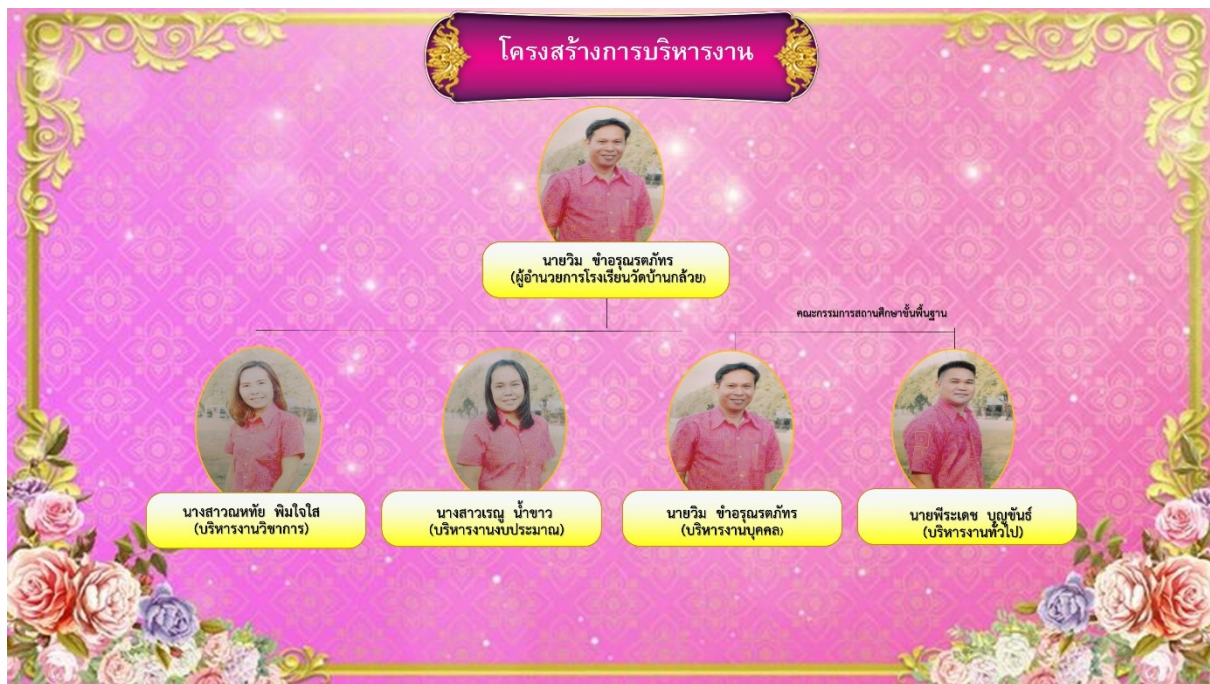 โครงสร้างการบริหารงาน
นายวิม ขำอรุณรตภัทร
(ผู้อำนวยการโรงเรียนวัดบ้านกล้วย)
คณะกรรมการสถานศึกษาขั้นพื้นฐาน
นางสาวณหทัย พิมใจใส
(บริหารงานวิชาการ)
นางสาวเรณู น้ำขาว
(บริหารงานงบประมาณ)
นายวิม ขำอรุณรตภัทร
(บริหารงานบุคคล)
นายพีระเดช บุญขันธ์
(บริหารงานทั่วไป)